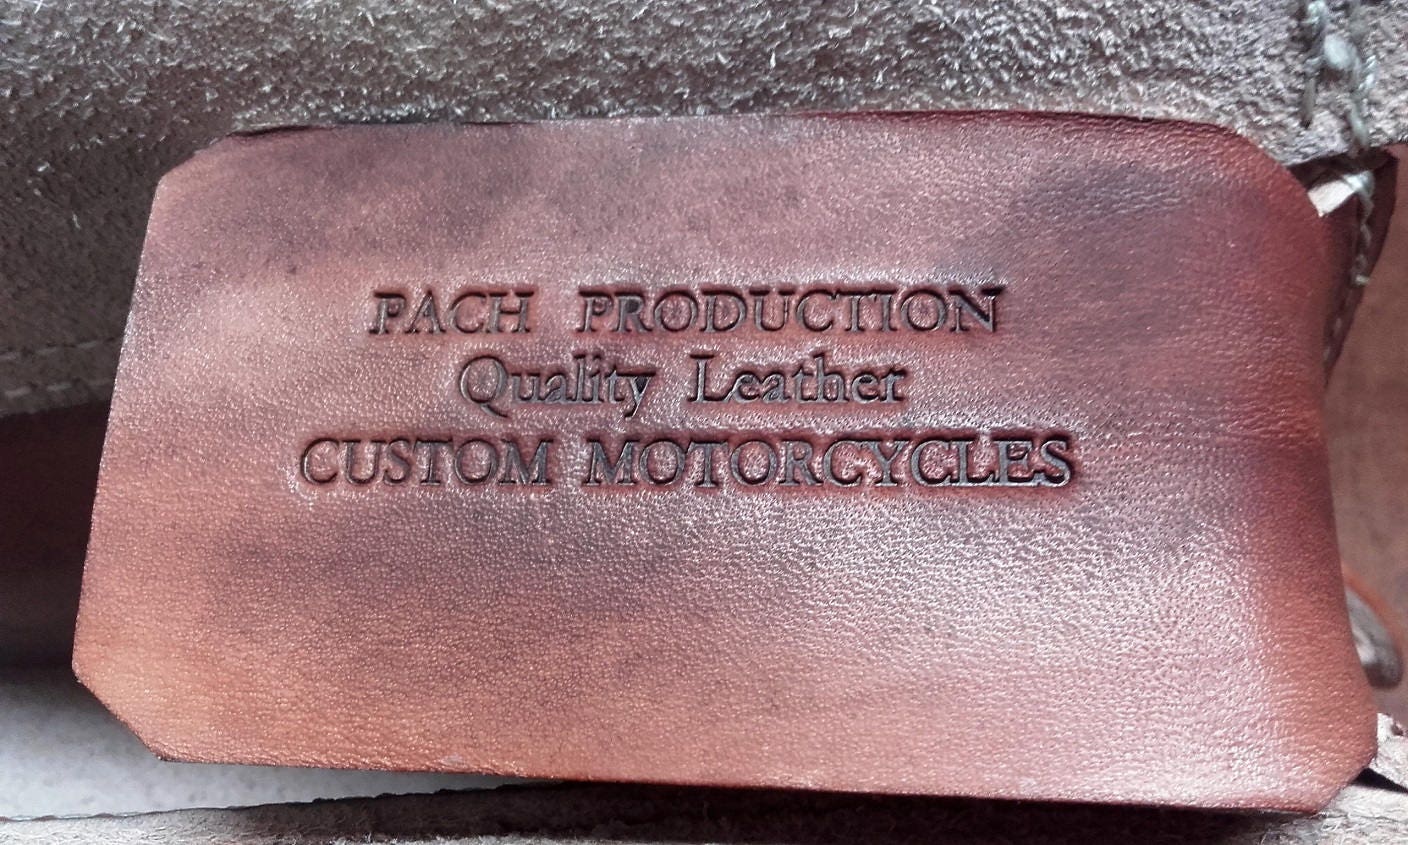 PACH PRODUCTION
Quality Leather
CUSTOM MOTORCYCLES